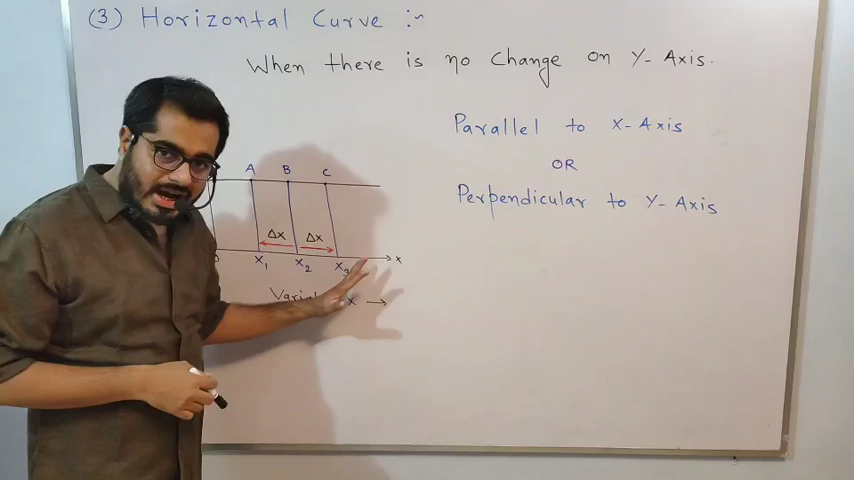 (3) Horizontal Curve :~
When there is no change on Y-Axis.
Parallel to X-Axis
OR
Perpendicular to Y-Axis
A B C
Δx Δx
x
X1 X2 X3
X →